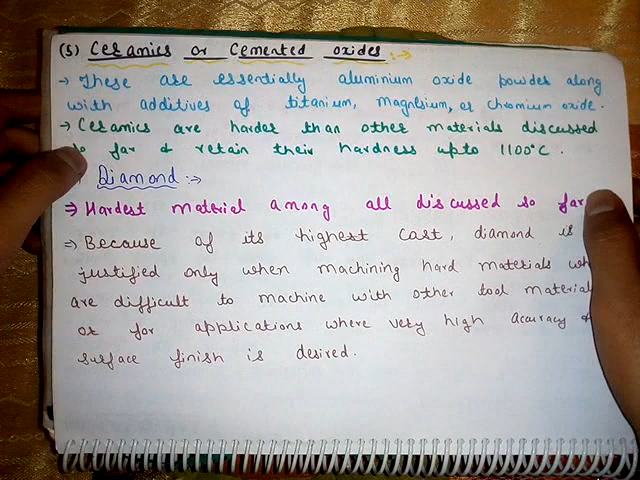 (5) Ceramics or Cemented oxides :→
→ These are essentially aluminium oxide powder along
with additives of titanium, magnesium, or chromium oxide.
→ Ceramics are harder than other materials discussed
so far & retain their hardness upto 1100°C.
Diamond :→
⇒ Hardest material among all discussed so far
⇒ Because of its highest cost, diamond is
justified only when machining hard materials wh
are difficult to machine with other tool material
or for applications where very high accuracy &
surface finish is desired.